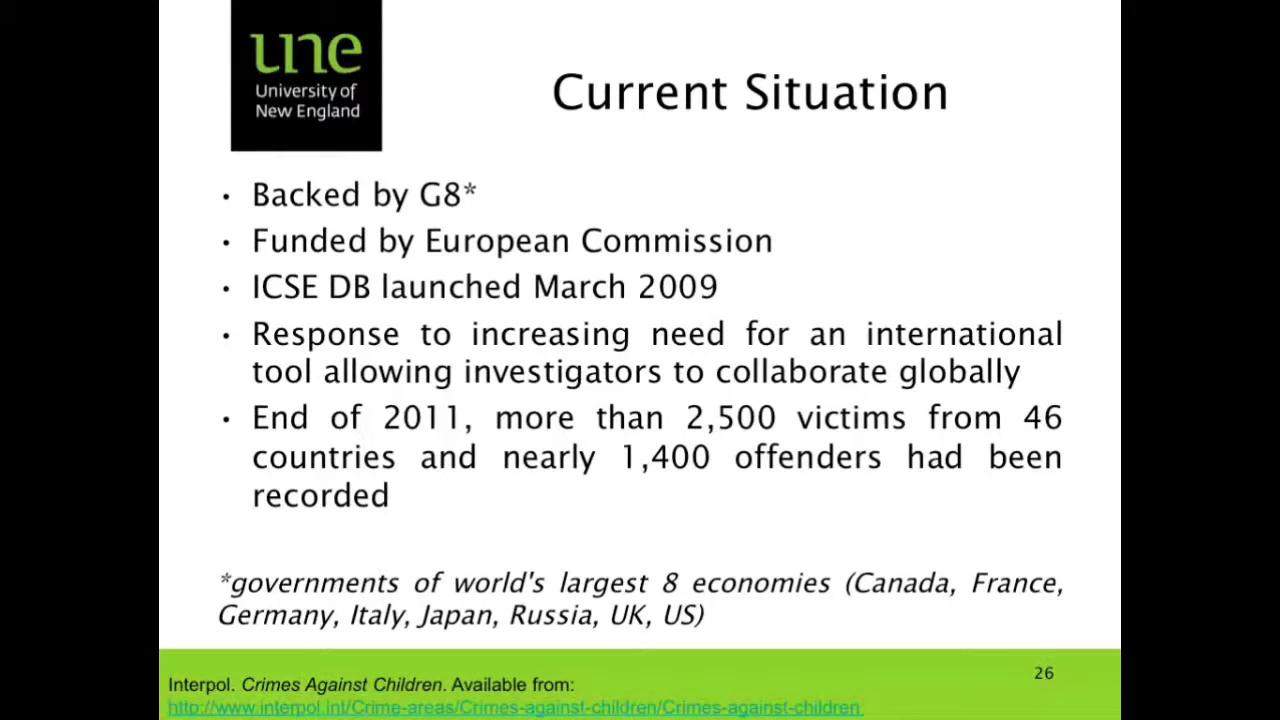 une
University of
New England
Current Situation
• Backed by G8*
• Funded by European Commission
• ICSE DB launched March 2009
• Response to increasing need for an international
tool allowing investigators to collaborate globally
• End of 2011, more than 2,500 victims from 46
countries and nearly 1,400 offenders had been
recorded
*governments of world's largest 8 economies (Canada, France,
Germany, Italy, Japan, Russia, UK, US)
26
Interpol. Crimes Against Children. Available from:
http://www.interpol.int/Crime-areas/Crimes-against-children/Crimes-against-children